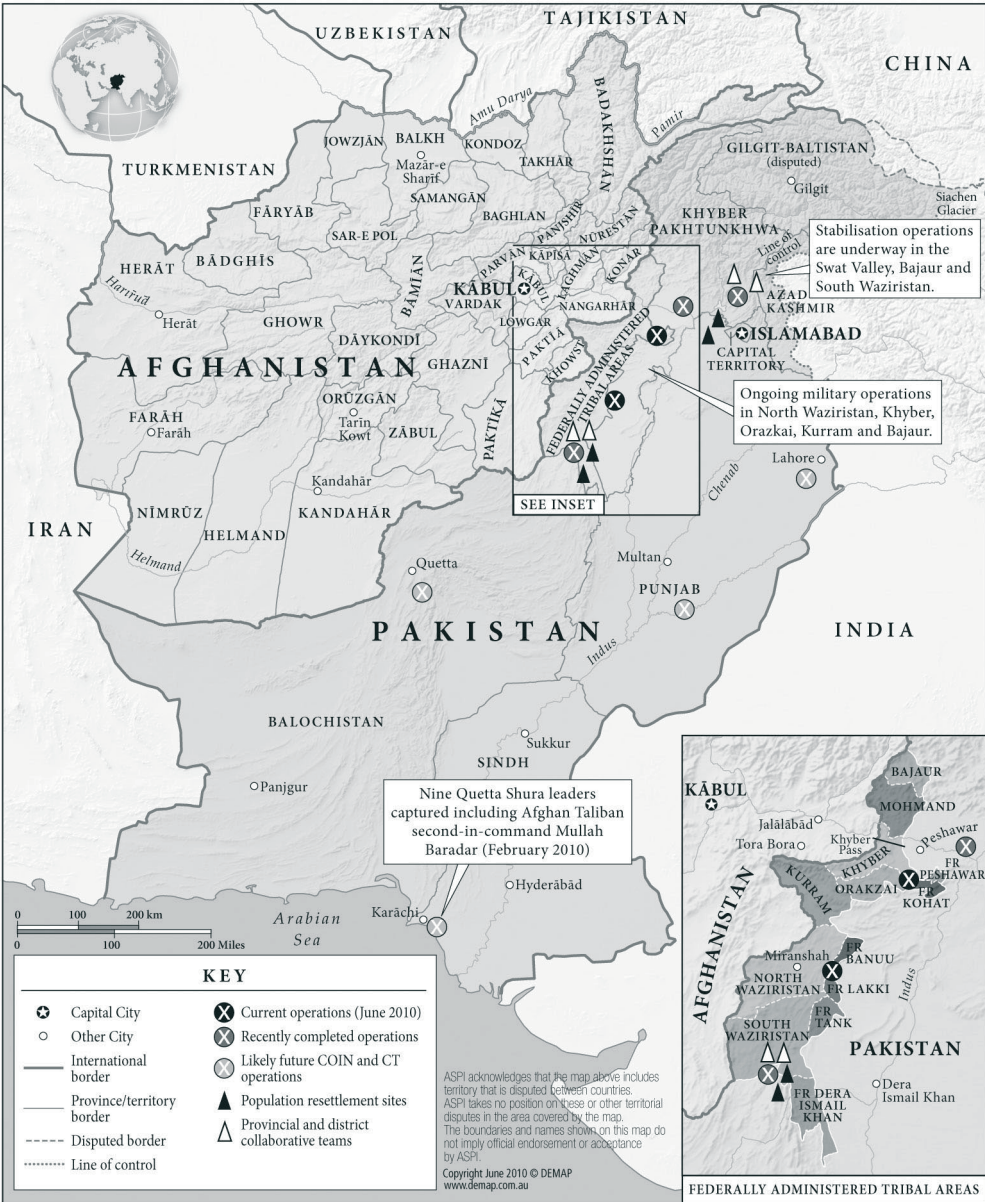 UZBEKISTAN
TAJIKISTAN
CHINA
TURKMENISTAN
Amu Darya
Pamir
BADAKHSHĀN
JOWZJĀN
BALKH
KONDOZ
Mazār-e
Sharīf
TAKHĀR
GILGIT-BALTISTAN
(disputed)
Gilgit
Siachen
Glacier
FĀRYĀB
SAMANGĀN
BAGHLAN
PANJSHIR
NŪRESTĀN
KHYBER
PAKHTUNKHWA
Line of
control
Stabilisation operations
are underway in the
Swat Valley, Bajaur and
South Waziristan.
SAR-E POL
HERĀT
BĀDGHĪS
BĀMĪĀN
PARVĀN
KĀPĪSĀ
LAGHMĀN
KONAR
Harīrūd
Herāt
KĀBUL
KĀBUL
VARDAK
NANGARHĀR
AZAD
KASHMIR
GHOWR
LOWGAR
ISLAMABAD
DĀYKONDĪ
PAKTĪĀ
CAPITAL
TERRITORY
AFGHANISTAN
GHAZNĪ
KHOWST
FEDERALLY ADMINISTERED
TRIBAL AREAS
ORŪZGĀN
Tarin
Kowt
Ongoing military operations
in North Waziristan, Khyber,
Orazkai, Kurram and Bajaur.
FARĀH
Farāh
ZĀBUL
PAKTĪKĀ
Lahore
Chenab
Kandahār
SEE INSET
IRAN
NĪMRŪZ
HELMAND
KANDAHĀR
Helmand
Quetta
Multan
PUNJAB
PAKISTAN
INDIA
Indus
BALOCHISTAN
Sukkur
SINDH
Panjgur
Nine Quetta Shura leaders
captured including Afghan Taliban
second-in-command Mullah
Baradar (February 2010)
Hyderābād
Karāchi
Arabian
Sea
0 100 200 km
0 100 200 Miles
KEY
Capital City
Other City
International
border
Province/territory
border
Disputed border
Line of control
Current operations (June 2010)
Recently completed operations
Likely future COIN and CT
operations
Population resettlement sites
Provincial and district
collaborative teams
ASPI acknowledges that the map above includes
territory that is disputed between countries.
ASPI takes no position on these or other territorial
disputes in the area covered by the map.
The boundaries and names shown on this map do
not imply official endorsement or acceptance
by ASPI.
Copyright June 2010 © DEMAP
www.demap.com.au
BAJAUR
KĀBUL
MOHMAND
Jalālābād
Khyber
Pass
Peshawar
Tora Bora
KHYBER
FR
PESHAWAR
KURRAM
ORAKZAI
FR
KOHAT
AFGHANISTAN
FR
BANUU
Miranshah
NORTH
WAZIRISTAN
FR LAKKI
Indus
FR
TANK
SOUTH
WAZIRISTAN
PAKISTAN
Dera
Ismail Khan
FR DERA
ISMAIL
KHAN
FEDERALLY ADMINISTERED TRIBAL AREAS